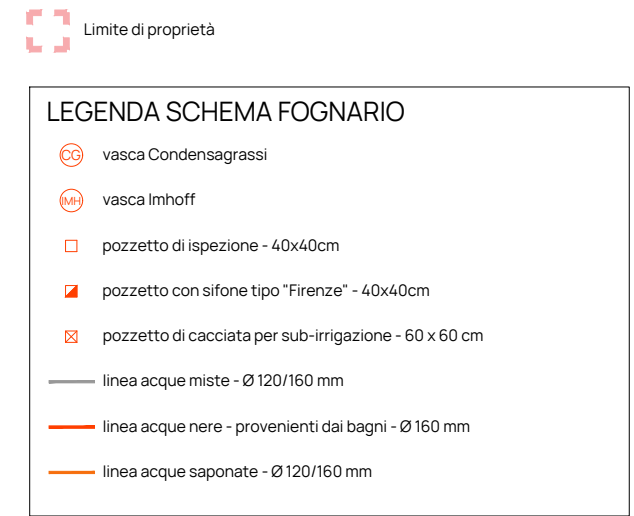 Limite di proprietà
LEGENDA SCHEMA FOGNARIO
CG vasca Condensagrassi
IMH vasca Imhoff
pozzetto di ispezione - 40x40cm
pozzetto con sifone tipo "Firenze" - 40x40cm
pozzetto di cacciata per sub-irrigazione - 60 x 60 cm
linea acque miste - Ø 120/160 mm
linea acque nere - provenienti dai bagni - Ø 160 mm
linea acque saponate - Ø 120/160 mm